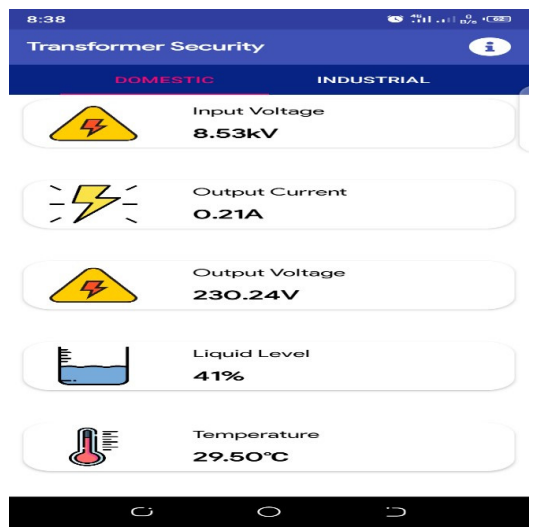 8:38
Transformer Security
DOMESTIC INDUSTRIAL
Input Voltage
8.53kV
Output Current
0.21A
Output Voltage
230.24V
Liquid Level
41%
Temperature
29.50°C